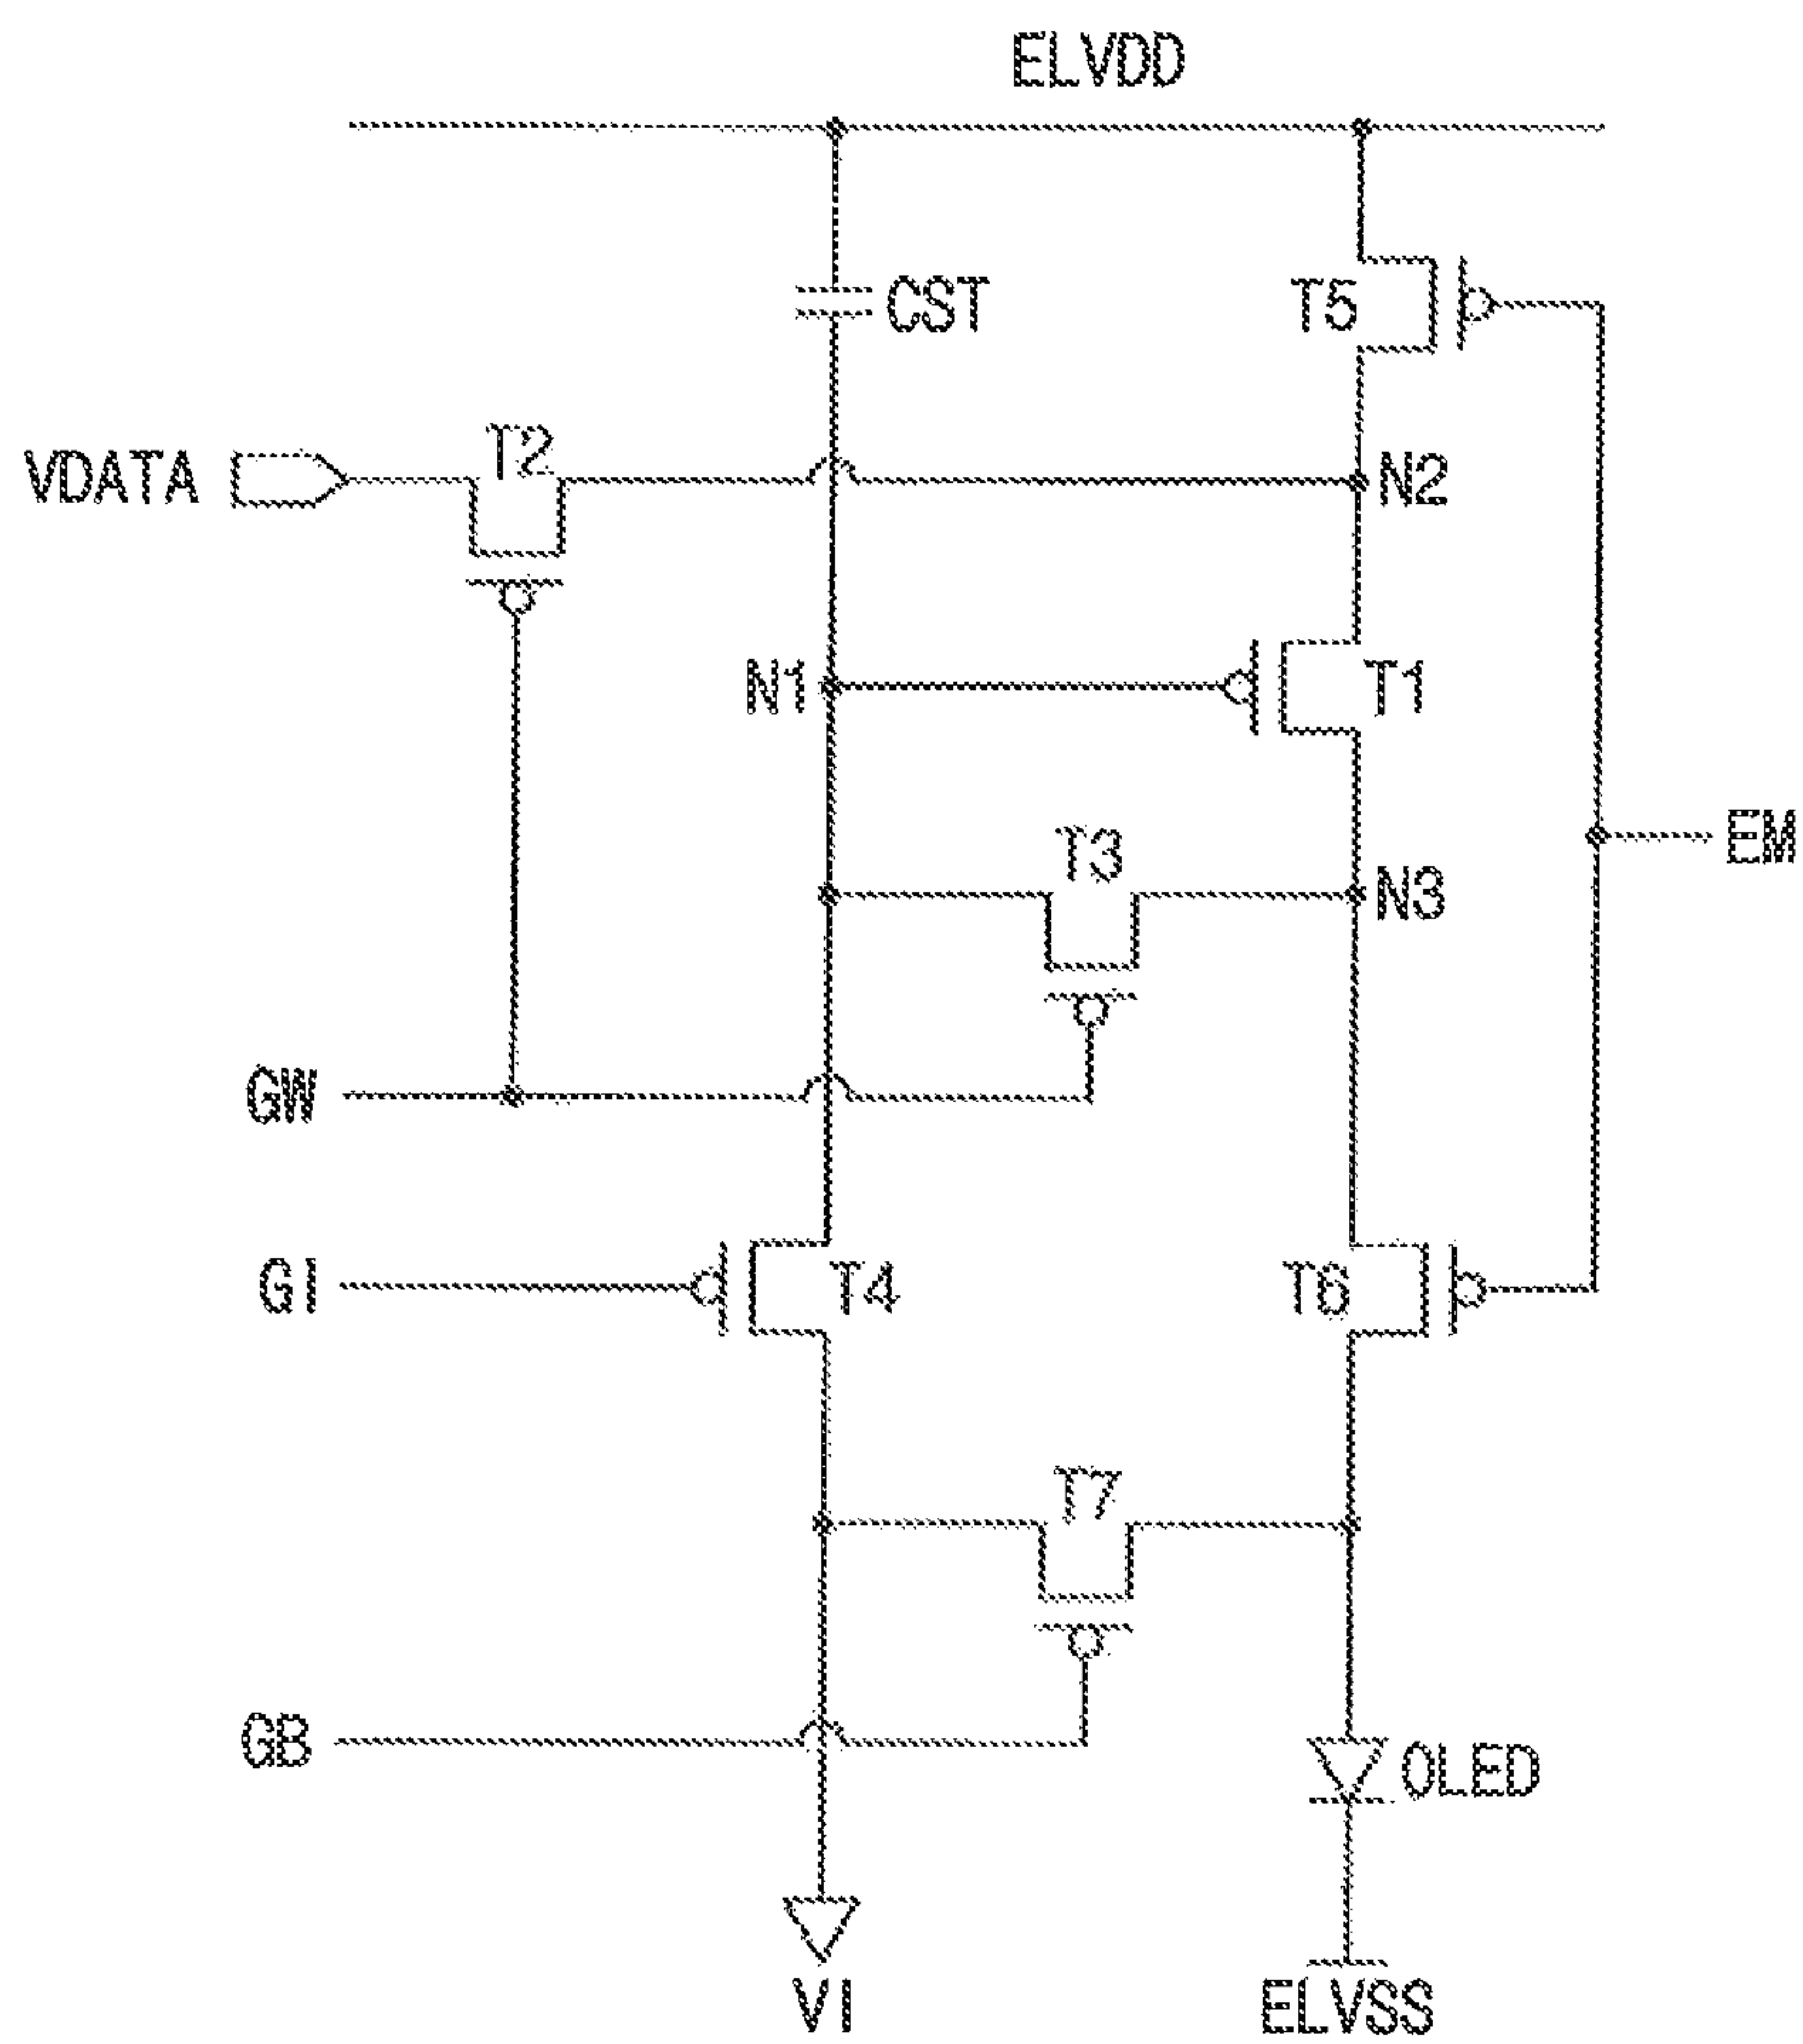 ELVDD
CST
T5
T2
VDATA
N2
N1
T1
T3
EM
N3
GW
GI
T4
T6
T7
GB
OLED
VI
ELVSS